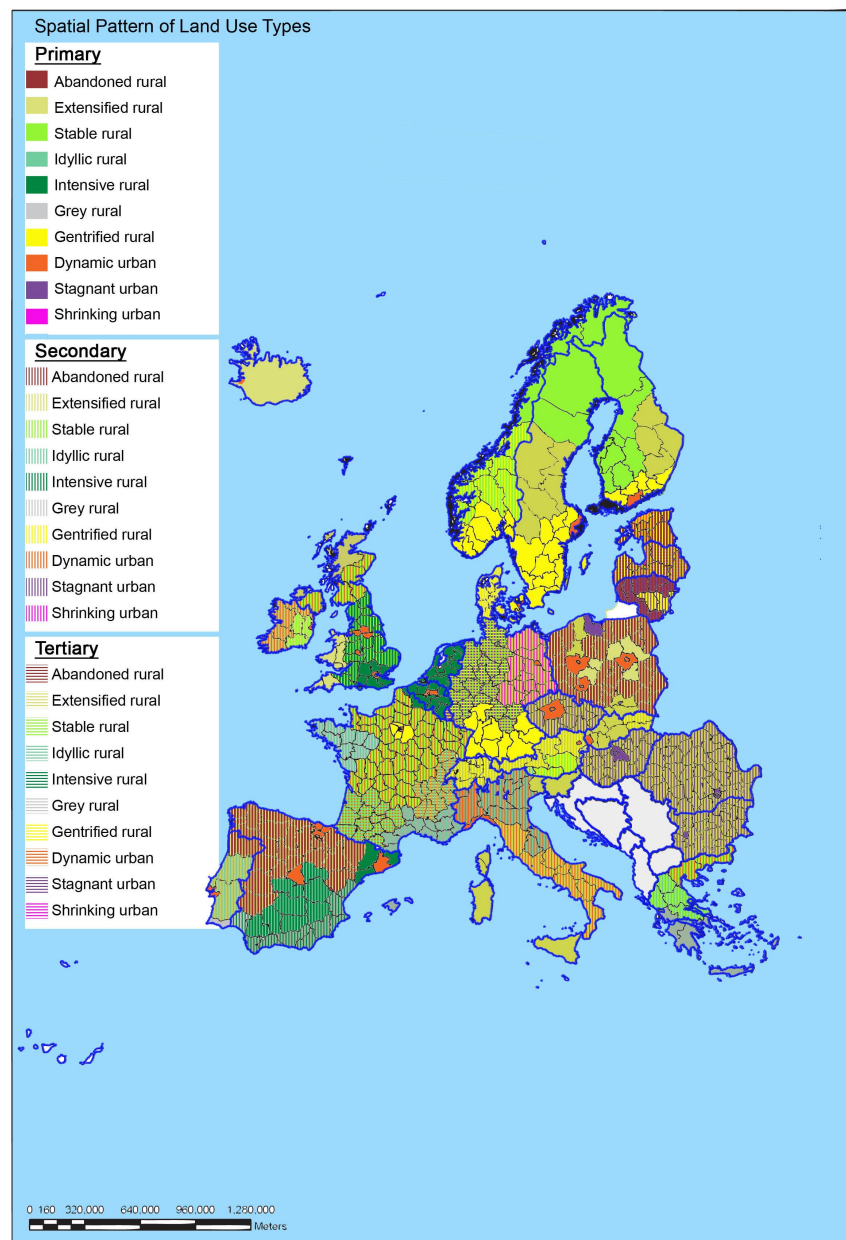 Spatial Pattern of Land Use Types
Primary
Abandoned rural
Extensified rural
Stable rural
Idyllic rural
Intensive rural
Grey rural
Gentrified rural
Dynamic urban
Stagnant urban
Shrinking urban
Secondary
Abandoned rural
Extensified rural
Stable rural
Idyllic rural
Intensive rural
Grey rural
Gentrified rural
Dynamic urban
Stagnant urban
Shrinking urban
Tertiary
Abandoned rural
Extensified rural
Stable rural
Idyllic rural
Intensive rural
Grey rural
Gentrified rural
Dynamic urban
Stagnant urban
Shrinking urban
0 160 320,000 640,000 960,000 1,280,000
Meters